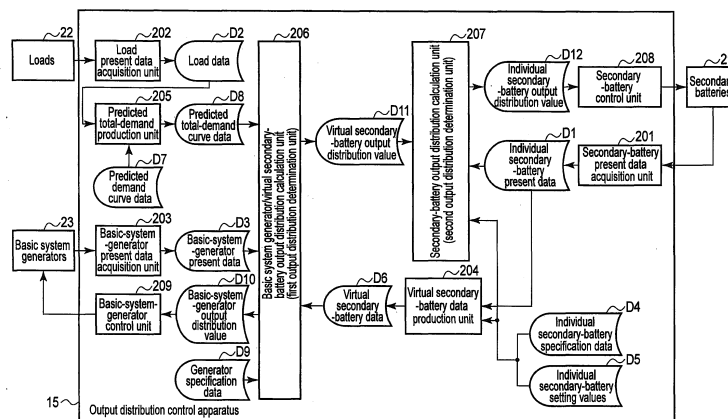 22
202
D2
Loads
Load
present data
acquisition unit
Load data
205
D8
Predicted
total-demand
production unit
Predicted
total-demand
curve data
D7
Predicted
demand
curve data
23
203
D3
Basic system
generators
Basic-system
-generator
present data
acquisition unit
Basic-system
-generator
present data
209
D10
Basic-system-
generator
control unit
Basic-system
-generator
output
distribution
value
D9
Generator
specification
data
206
Basic system generator/virtual secondary-
battery output distribution calculation unit
(first output distribution determination unit)
D11
Virtual secondary
-battery output
distribution value
207
Secondary-battery output distribution calculation unit
(second output distribution determination unit)
D12
Individual
secondary
-battery output
distribution value
208
Secondary
-battery
control unit
2
Secondar
batteries
D1
Individual
secondary
-battery
present data
201
Secondary-battery
present data
acquisition unit
D6
Virtual
secondary
-battery data
204
Virtual secondary
-battery data
production unit
D4
Individual
secondary-battery
specification data
D5
Individual
secondary-battery
setting values
15
Output distribution control apparatus